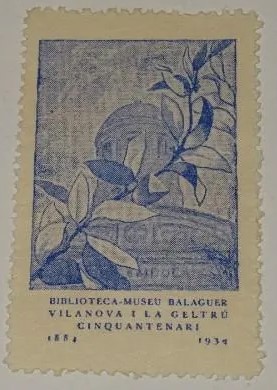 BIBLIOTECA-MUSEU BALAGUER
VILANOVA I LA GELTRÚ
CINQUANTENARI
1884 1934